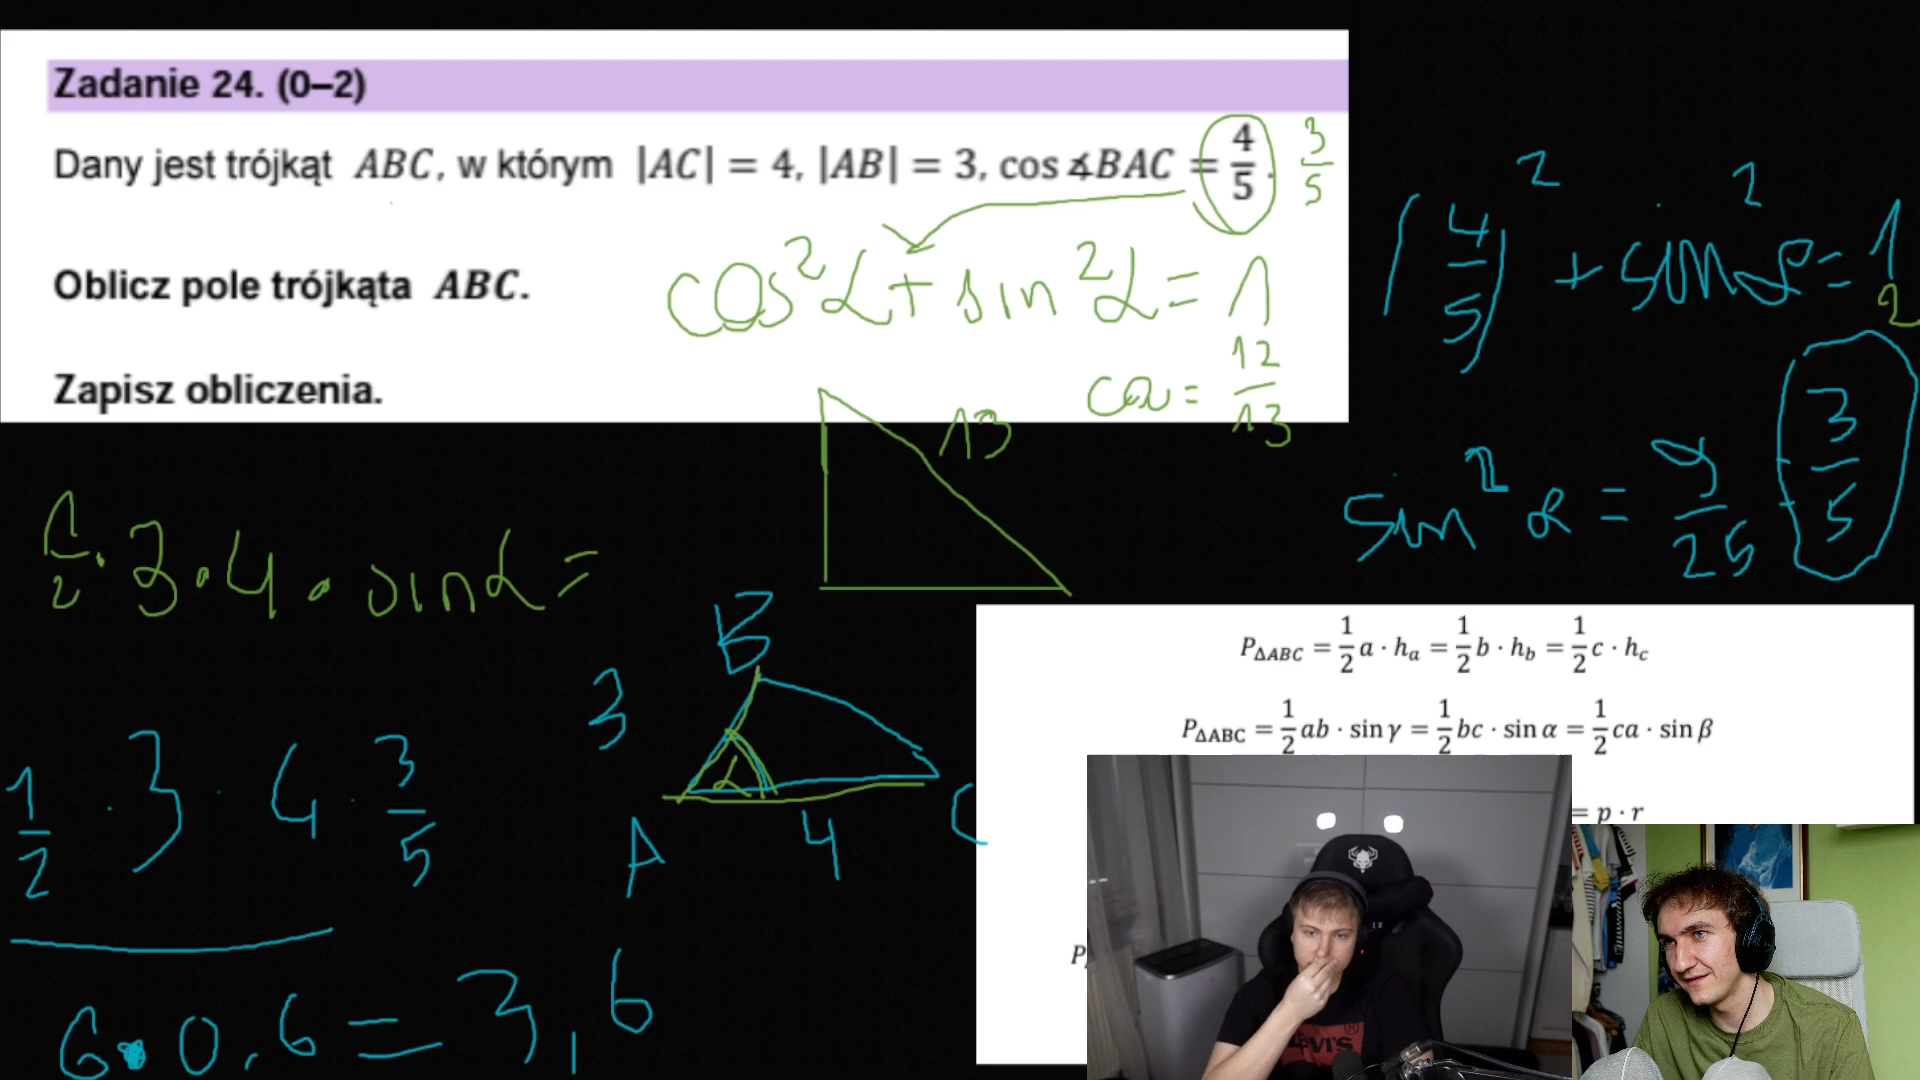 Zadanie 24. (0–2)
Dany jest trójkąt ABC, w którym |AC| = 4, |AB| = 3, cos∡BAC = 4/5.
3/5
Oblicz pole trójkąta ABC.
cos²α + sin²α = 1
Zapisz obliczenia.
cos = 12/13
13
(4/5)² + sin²α = 1
2
sin²α = 9/25
3/5
1/2 · 3 · 4 · sinα =
B
3
α
A
4
C
1/2 · 3 · 4 · 3/5
6 · 0,6 = 3,6
P△ABC = 1/2 a · hₐ = 1/2 b · h_b = 1/2 c · h_c
P△ABC = 1/2 ab · sin γ = 1/2 bc · sin α = 1/2 ca · sin β
= p · r
P